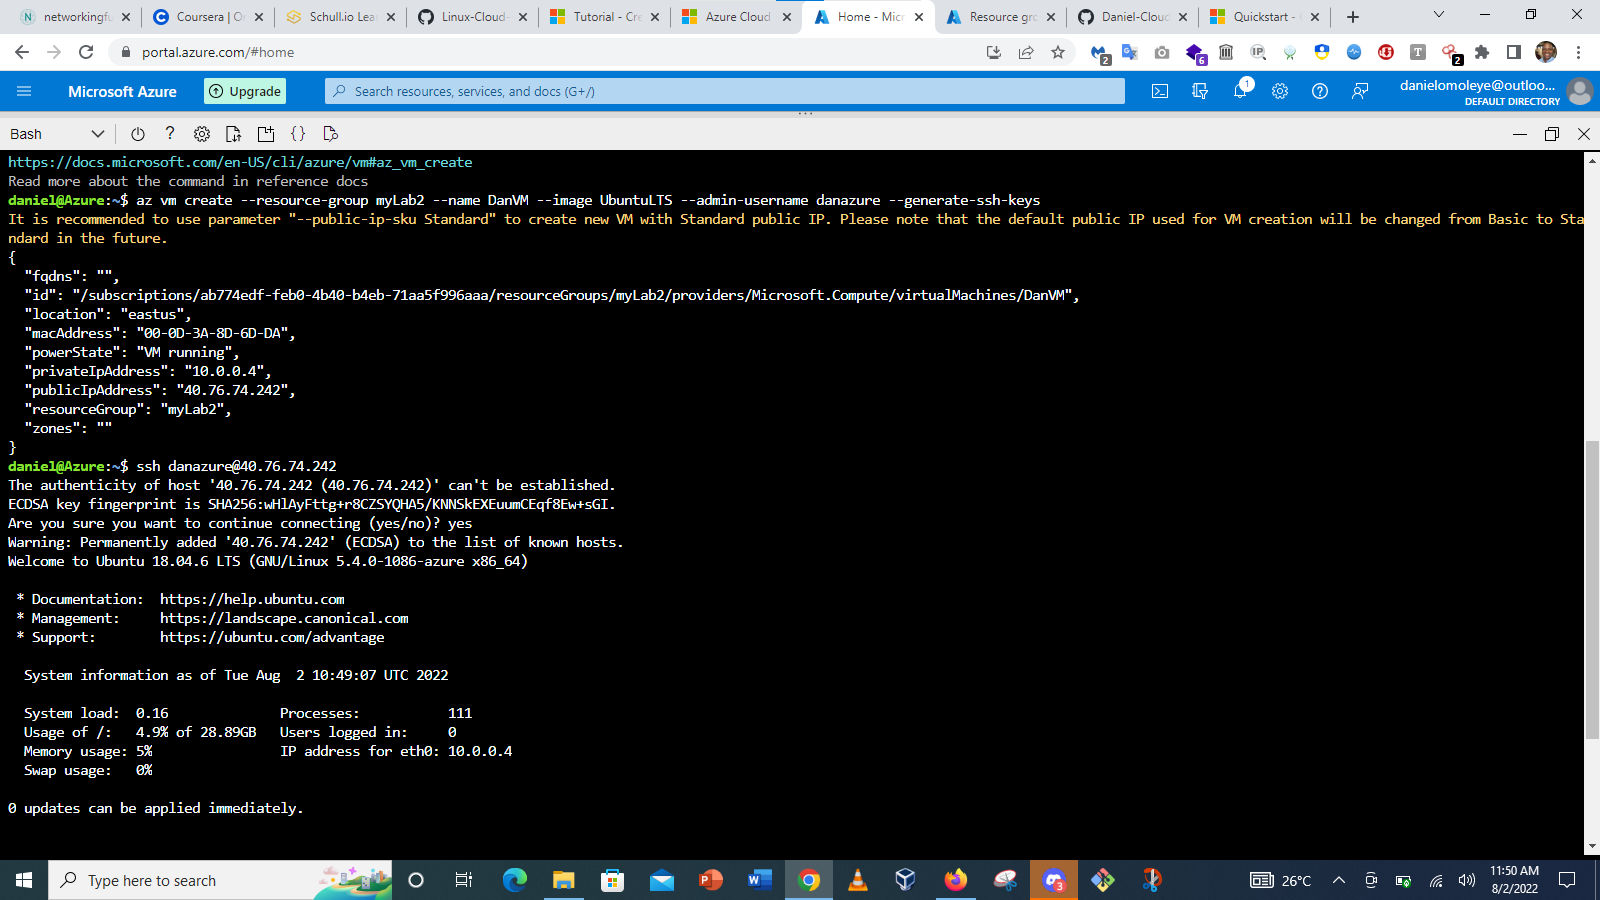 networkingfu
Coursera | O
Schull.io Lea
Linux-Cloud-
Tutorial - Cre
Azure Cloud
Home - Micr
Resource gro
Daniel-Cloud
Quickstart -
portal.azure.com/#home
2
6
IP
T
2
Microsoft Azure
Upgrade
Search resources, services, and docs (G+/)
1
danielomoleye@outloo...
DEFAULT DIRECTORY
Bash
https://docs.microsoft.com/en-US/cli/azure/vm#az_vm_create
Read more about the command in reference docs
daniel@Azure:~$ az vm create --resource-group myLab2 --name DanVM --image UbuntuLTS --admin-username danazure --generate-ssh-keys
It is recommended to use parameter "--public-ip-sku Standard" to create new VM with Standard public IP. Please note that the default public IP used for VM creation will be changed from Basic to Sta
ndard in the future.
{
"fqdns": "",
"id": "/subscriptions/ab774edf-feb0-4b40-b4eb-71aa5f996aaa/resourceGroups/myLab2/providers/Microsoft.Compute/virtualMachines/DanVM",
"location": "eastus",
"macAddress": "00-0D-3A-8D-6D-DA",
"powerState": "VM running",
"privateIpAddress": "10.0.0.4",
"publicIpAddress": "40.76.74.242",
"resourceGroup": "myLab2",
"zones": ""
}
daniel@Azure:~$ ssh danazure@40.76.74.242
The authenticity of host '40.76.74.242 (40.76.74.242)' can't be established.
ECDSA key fingerprint is SHA256:wHlAyFttg+r8CZSYQHA5/KNNSkEXEuumCEqf8Ew+sGI.
Are you sure you want to continue connecting (yes/no)? yes
Warning: Permanently added '40.76.74.242' (ECDSA) to the list of known hosts.
Welcome to Ubuntu 18.04.6 LTS (GNU/Linux 5.4.0-1086-azure x86_64)
* Documentation: https://help.ubuntu.com
* Management: https://landscape.canonical.com
* Support: https://ubuntu.com/advantage
System information as of Tue Aug 2 10:49:07 UTC 2022
System load: 0.16 Processes: 111
Usage of /: 4.9% of 28.89GB Users logged in: 0
Memory usage: 5% IP address for eth0: 10.0.0.4
Swap usage: 0%
0 updates can be applied immediately.
Type here to search
3
26°C
11:50 AM
8/2/2022